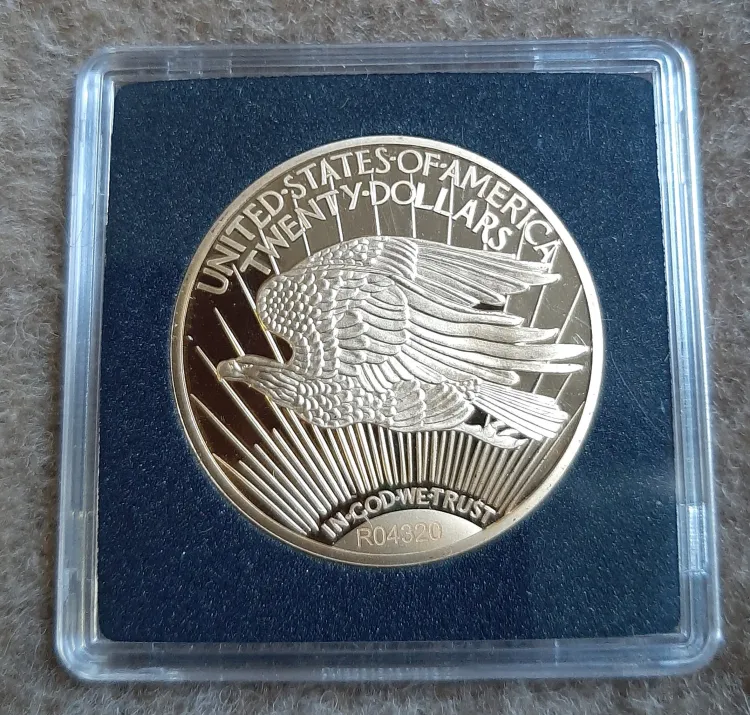 UNITED·STATES·OF·AMERICA
TWENTY·DOLLARS
IN·GOD·WE·TRUST
R04320